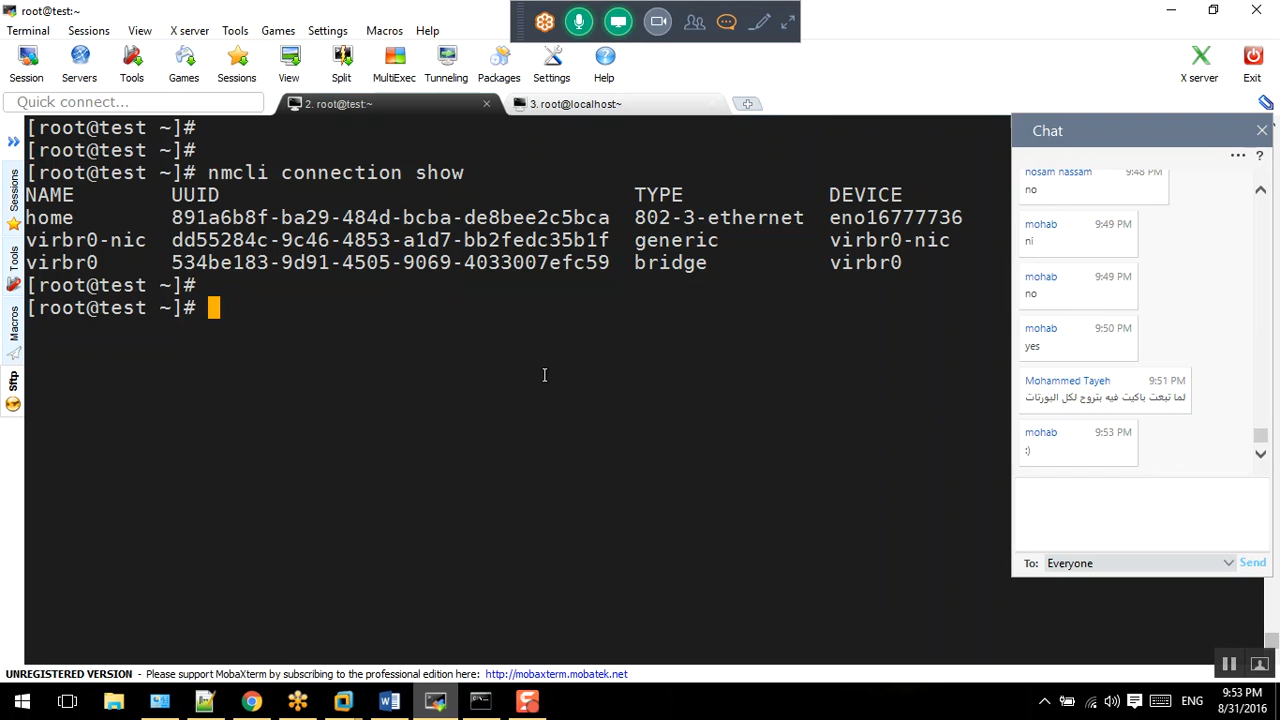 root@test:~
Terminal Sessions View X server Tools Games Settings Macros Help
Session Servers Tools Games Sessions View Split MultiExec Tunneling Packages Settings Help X server Exit
Quick connect...
2. root@test:~
3. root@localhost~
[root@test ~]#
[root@test ~]#
[root@test ~]# nmcli connection show
NAME UUID TYPE DEVICE
home 891a6b8f-ba29-484d-bcba-de8bee2c5bca 802-3-ethernet eno16777736
virbr0-nic dd55284c-9c46-4853-a1d7-bb2fedc35b1f generic virbr0-nic
virbr0 534be183-9d91-4505-9069-4033007efc59 bridge virbr0
[root@test ~]#
[root@test ~]#
Sessions
Tools
Macros
Sftp
Chat
nosam nassam 9:48 PM
no
mohab 9:49 PM
ni
mohab 9:49 PM
no
mohab 9:50 PM
yes
Mohammed Tayeh 9:51 PM
لما تبعت باكيت فيه بتروح لكل البورتات
mohab 9:53 PM
:)
To: Everyone Send
UNREGISTERED VERSION - Please support MobaXterm by subscribing to the professional edition here: http://mobaxterm.mobatek.net
ENG
9:53 PM
8/31/2016